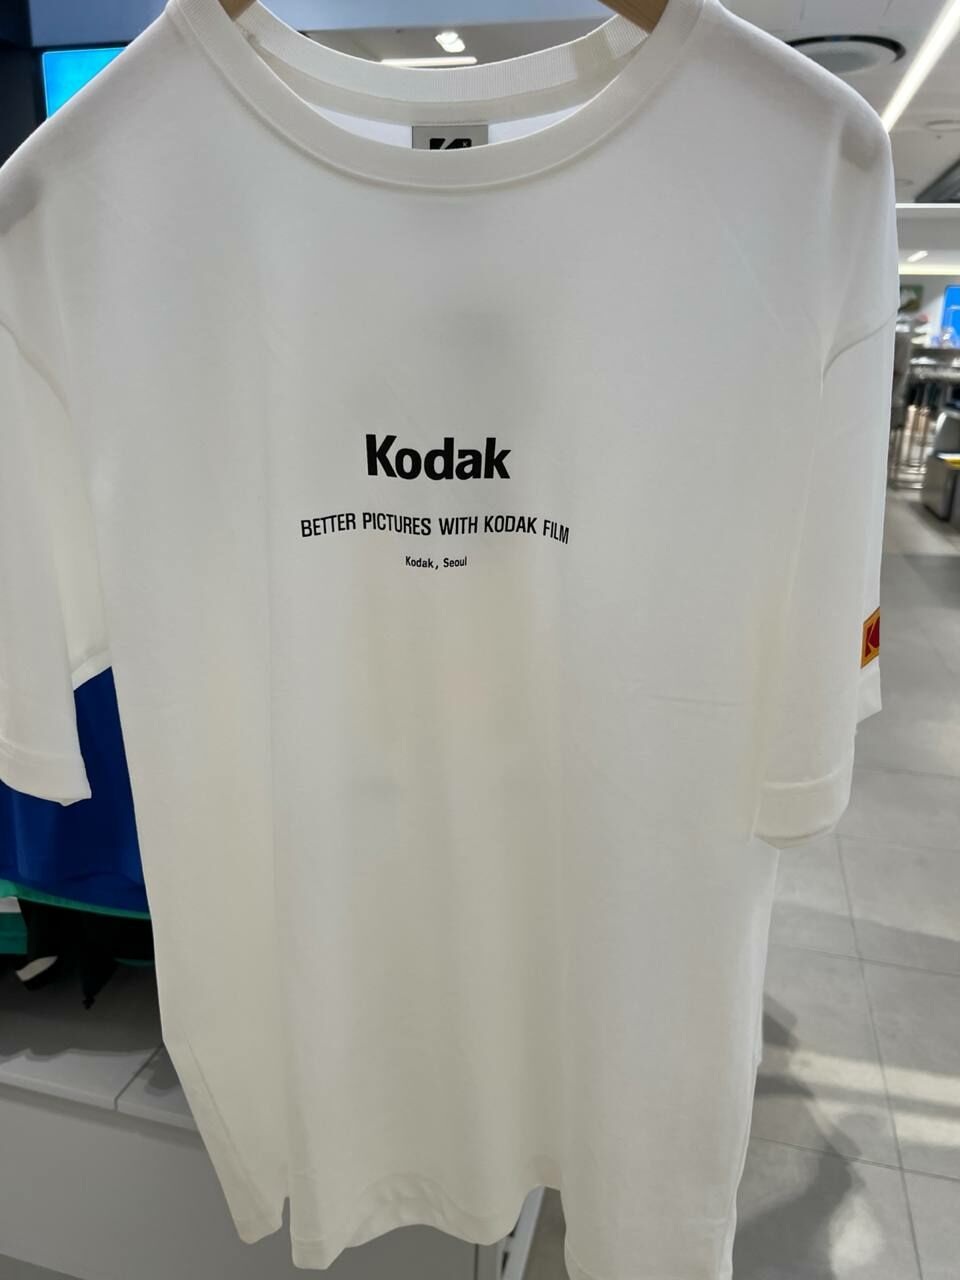 Kodak
BETTER PICTURES WITH KODAK FILM
Kodak, Seoul